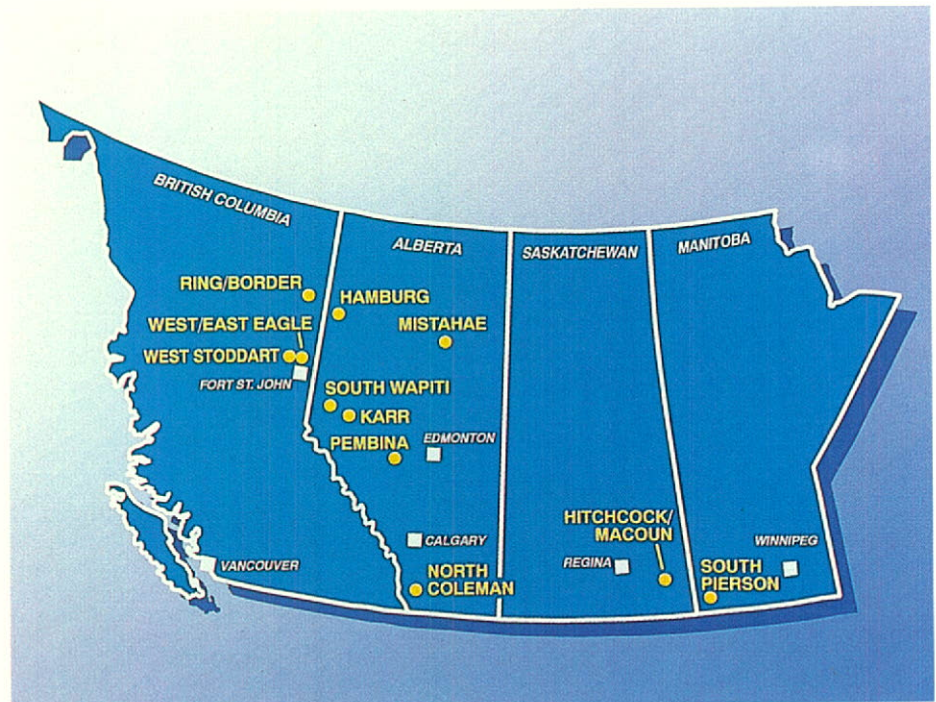 BRITISH COLUMBIA
ALBERTA
SASKATCHEWAN
MANITOBA
RING/BORDER
HAMBURG
WEST/EAST EAGLE
MISTAHAE
WEST STODDART
FORT ST. JOHN
SOUTH WAPITI
KARR
PEMBINA
EDMONTON
HITCHCOCK/
MACOUN
CALGARY
WINNIPEG
VANCOUVER
NORTH
COLEMAN
REGINA
SOUTH
PIERSON